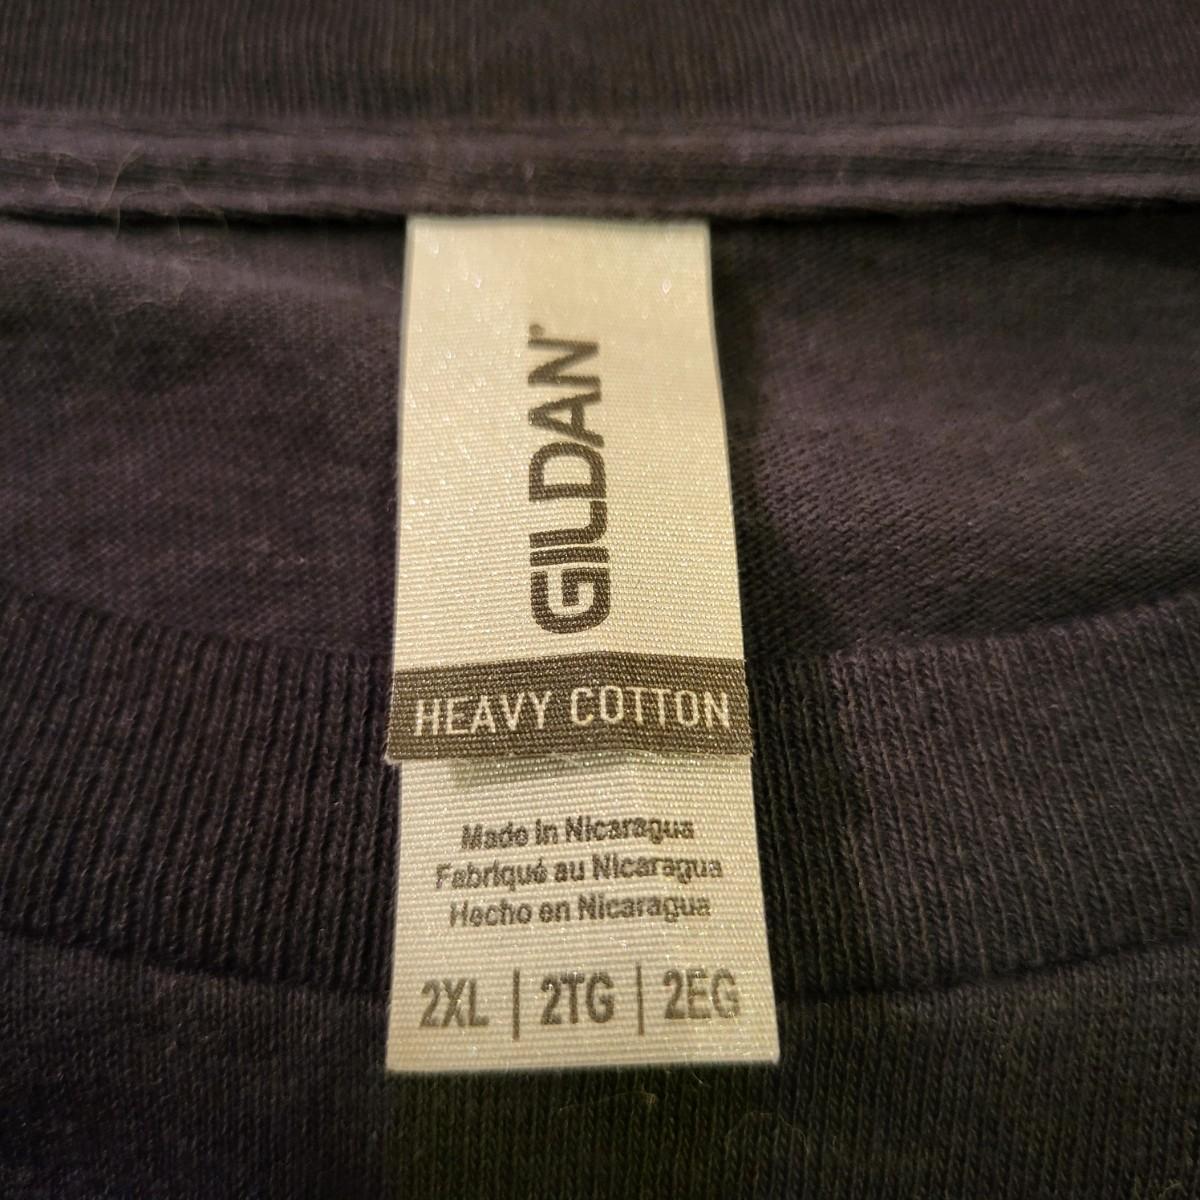 GILDAN
HEAVY COTTON
Made in Nicaragua
Fabriqué au Nicaragua
Hecho en Nicaragua
2XL | 2TG | 2EG